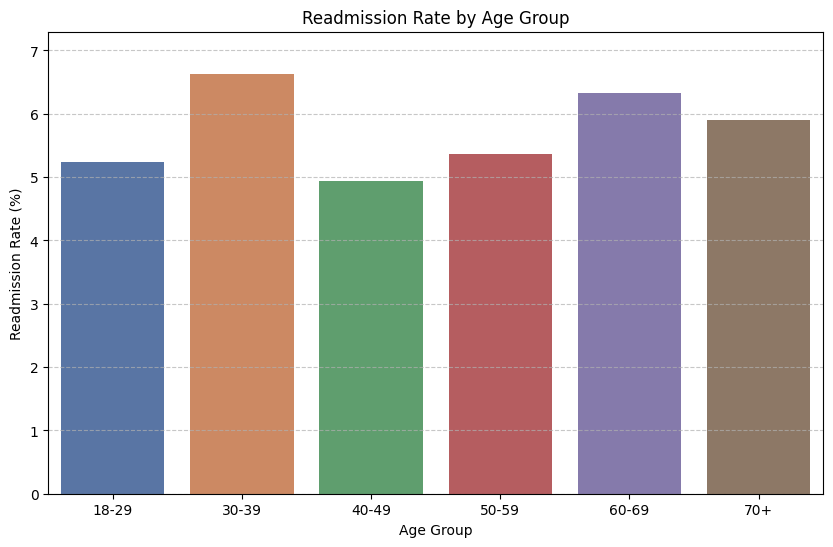 Readmission Rate by Age Group
Readmission Rate (%)
7
6
5
4
3
2
1
0
18-29 30-39 40-49 50-59 60-69 70+
Age Group